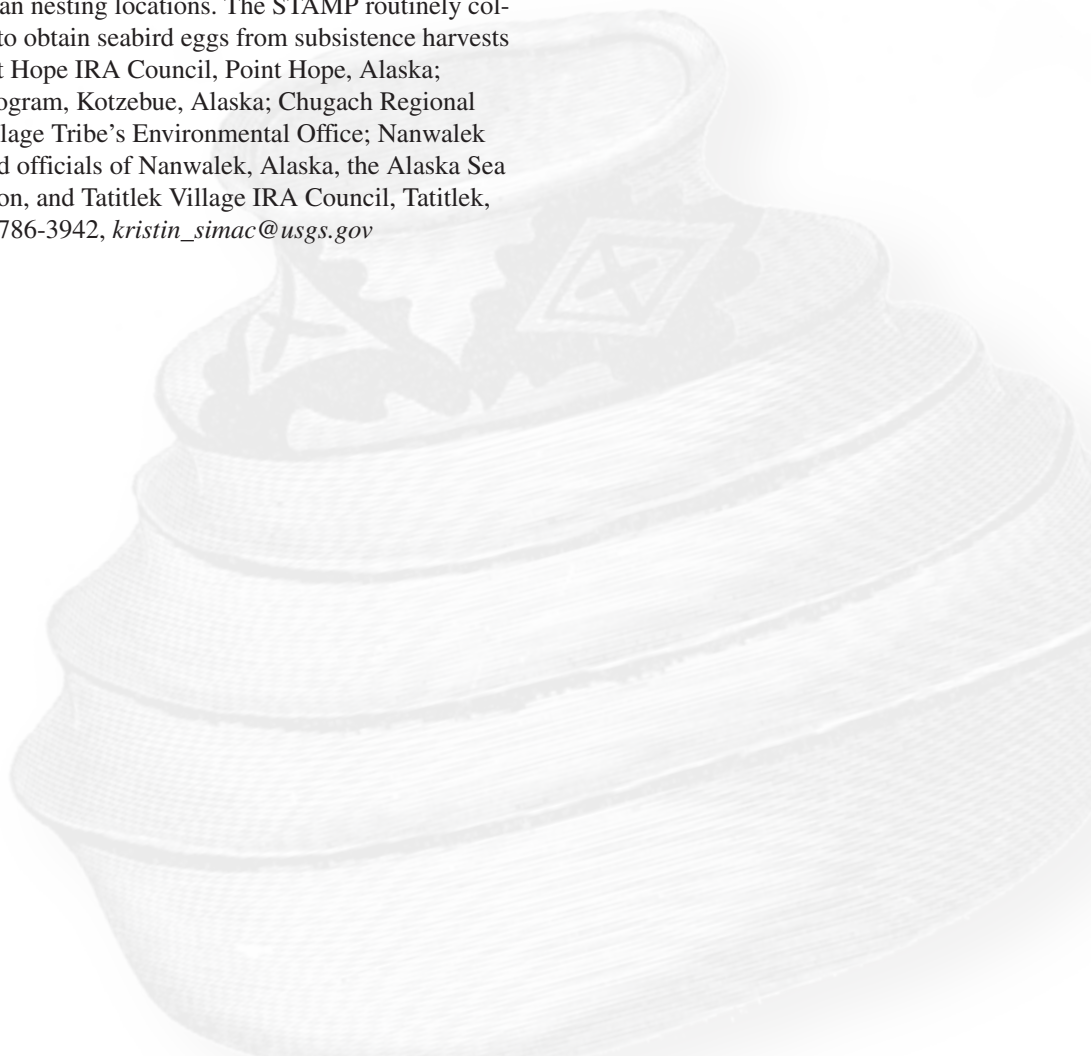 an nesting locations. The STAMP routinely col-
to obtain seabird eggs from subsistence harvests
t Hope IRA Council, Point Hope, Alaska;
ogram, Kotzebue, Alaska; Chugach Regional
llage Tribe's Environmental Office; Nanwalek
d officials of Nanwalek, Alaska, the Alaska Sea
on, and Tatitlek Village IRA Council, Tatitlek,
786-3942, kristin_simac@usgs.gov